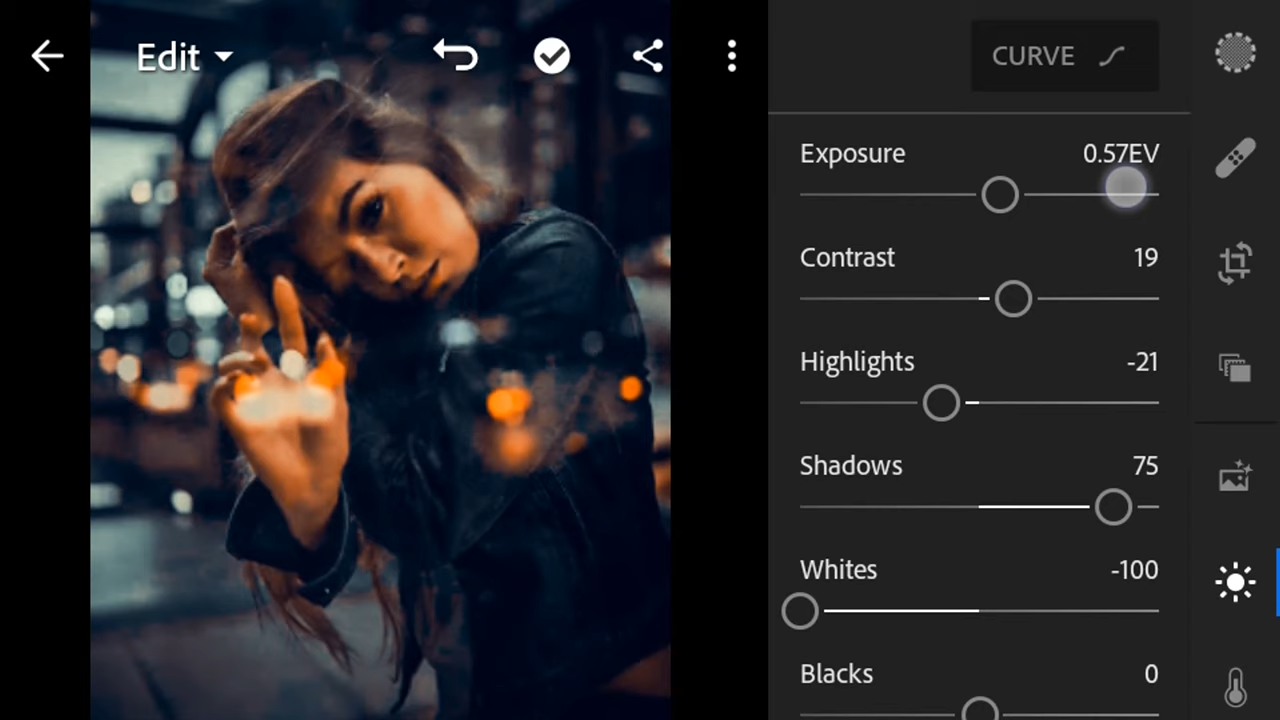 Edit
CURVE
Exposure 0.57EV
Contrast 19
Highlights -21
Shadows 75
Whites -100
Blacks 0